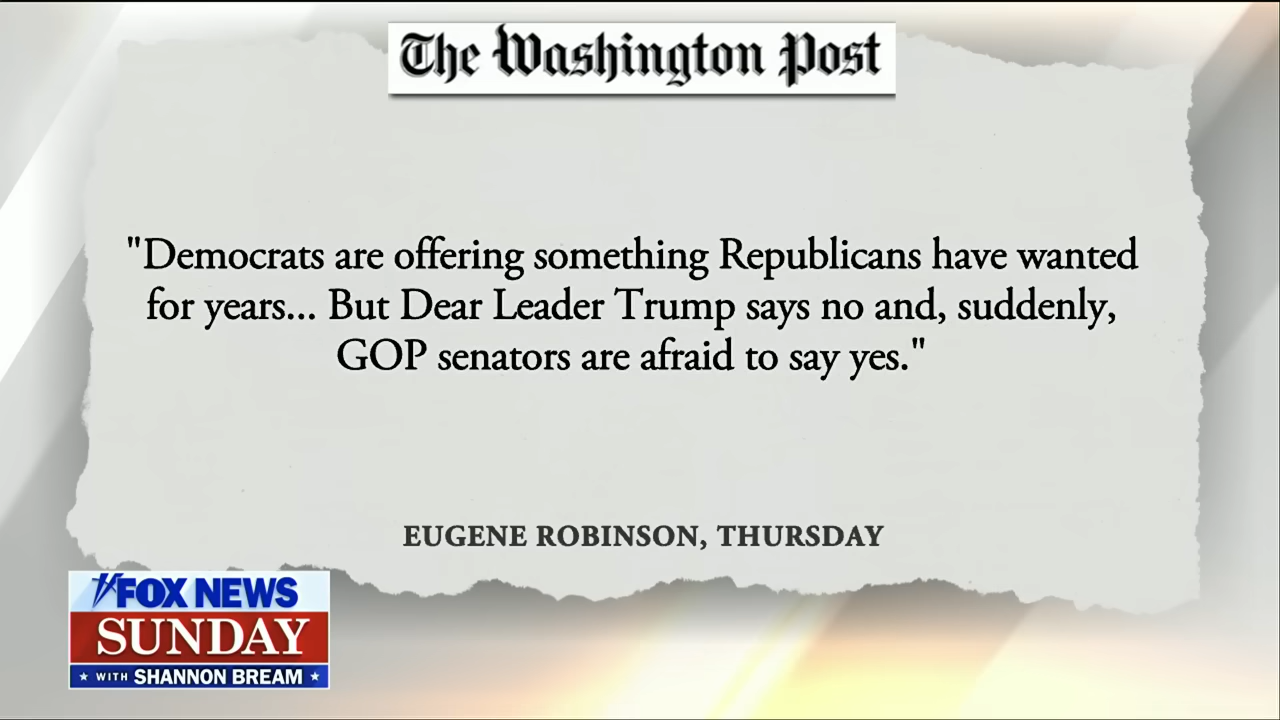 The Washington Post
"Democrats are offering something Republicans have wanted
for years... But Dear Leader Trump says no and, suddenly,
GOP senators are afraid to say yes."
EUGENE ROBINSON, THURSDAY
FOX NEWS
SUNDAY
WITH SHANNON BREAM